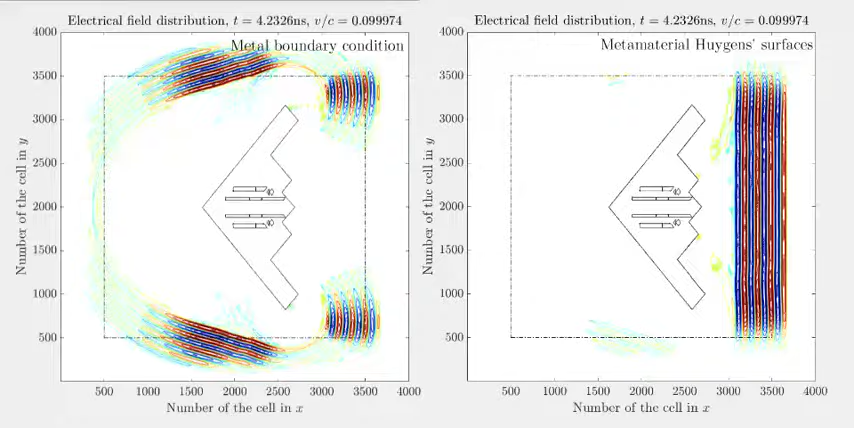 Electrical field distribution, t = 4.2326ns, v/c = 0.099974
Metal boundary condition
4000
3500
3000
2500
2000
1500
1000
500
Number of the cell in y
500 1000 1500 2000 2500 3000 3500 4000
Number of the cell in x
Electrical field distribution, t = 4.2326ns, v/c = 0.099974
Metamaterial Huygens' surfaces
4000
3500
3000
2500
2000
1500
1000
500
Number of the cell in y
500 1000 1500 2000 2500 3000 3500 4000
Number of the cell in x